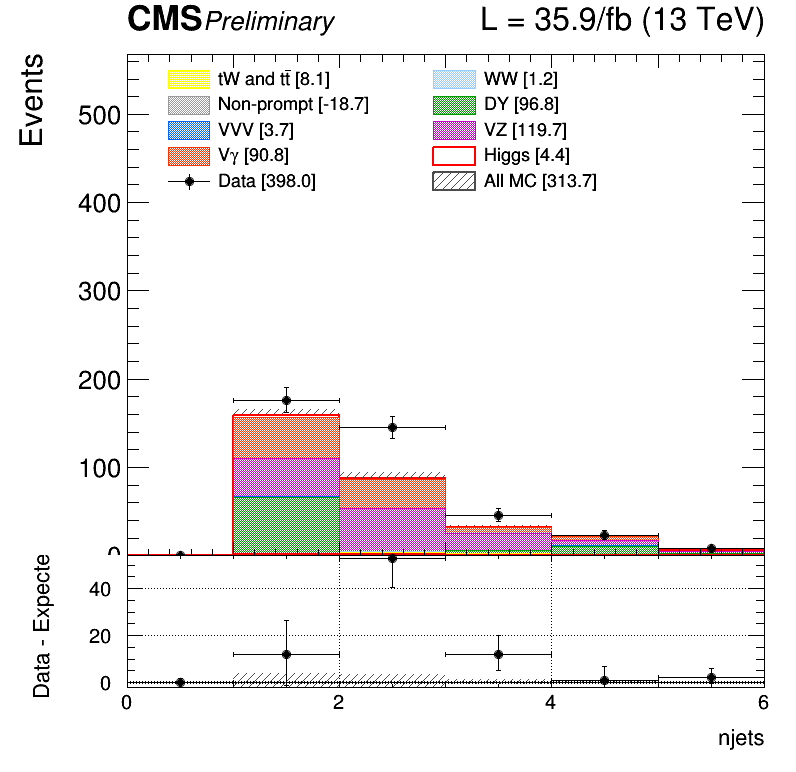 CMS Preliminary L = 35.9/fb (13 TeV)
Events
tW and tt̄ [8.1]
Non-prompt [-18.7]
VVV [3.7]
Vγ [90.8]
Data [398.0]
WW [1.2]
DY [96.8]
VZ [119.7]
Higgs [4.4]
All MC [313.7]
500
400
300
200
100
0
Data - Expecte
40
20
0
0 2 4 6
njets